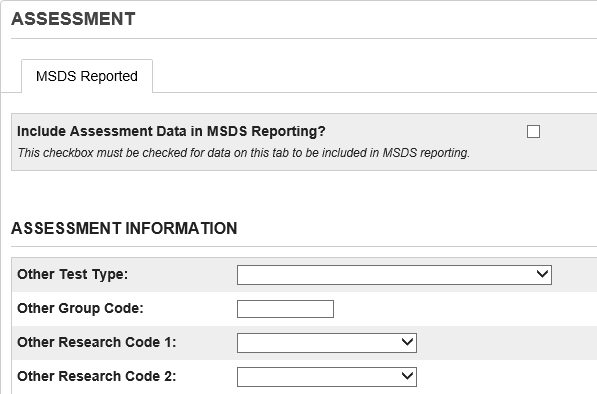 ASSESSMENT
MSDS Reported
Include Assessment Data in MSDS Reporting?
This checkbox must be checked for data on this tab to be included in MSDS reporting.
ASSESSMENT INFORMATION
Other Test Type:
Other Group Code:
Other Research Code 1:
Other Research Code 2: